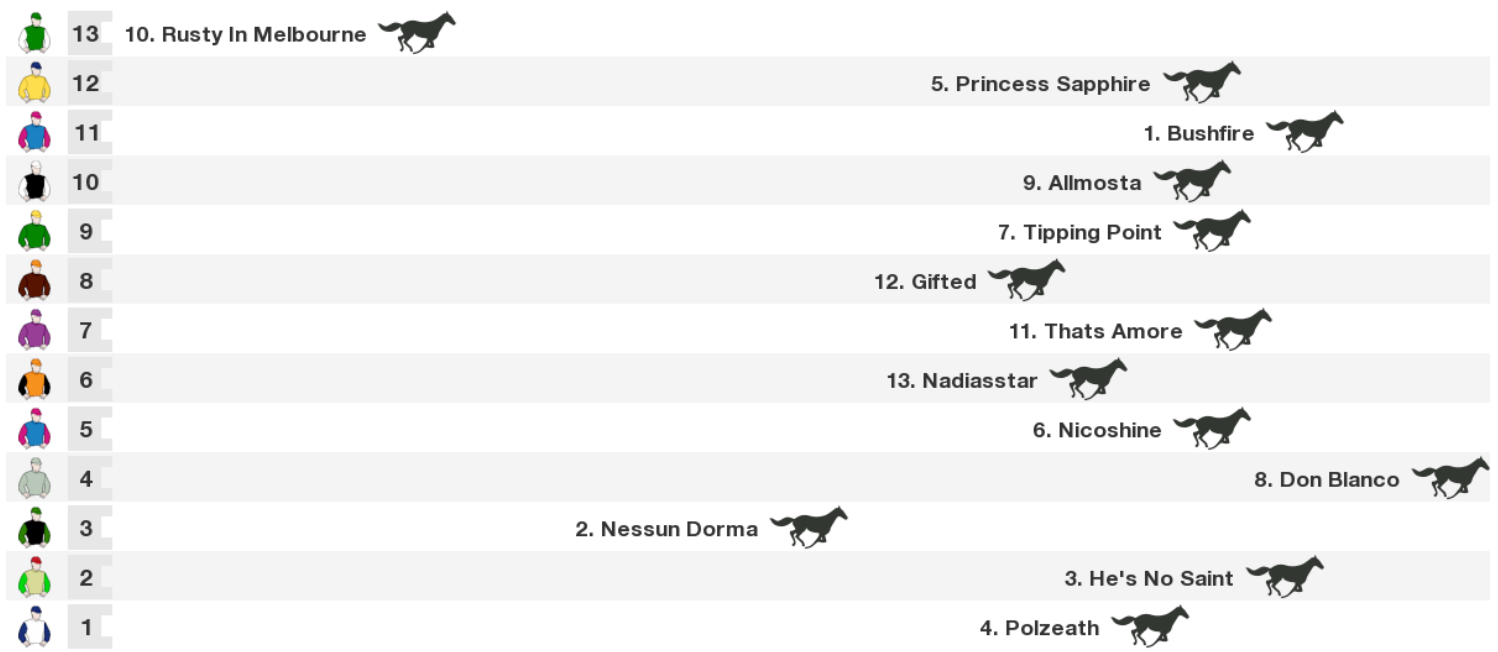 13 10. Rusty In Melbourne
12 5. Princess Sapphire
11 1. Bushfire
10 9. Allmosta
9 7. Tipping Point
8 12. Gifted
7 11. Thats Amore
6 13. Nadiasstar
5 6. Nicoshine
4 8. Don Blanco
3 2. Nessun Dorma
2 3. He's No Saint
1 4. Polzeath